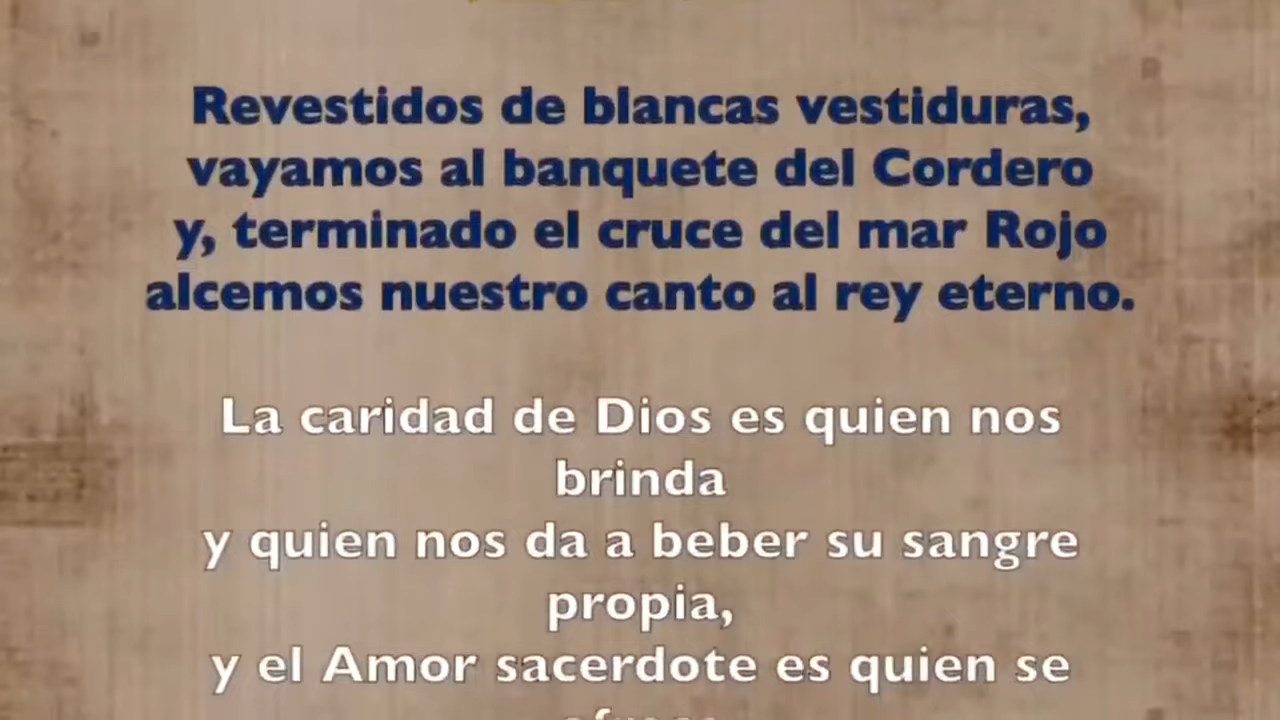 Revestidos de blancas vestiduras,
vayamos al banquete del Cordero
y, terminado el cruce del mar Rojo
alcemos nuestro canto al rey eterno.
La caridad de Dios es quien nos
brinda
y quien nos da a beber su sangre
propia,
y el Amor sacerdote es quien se